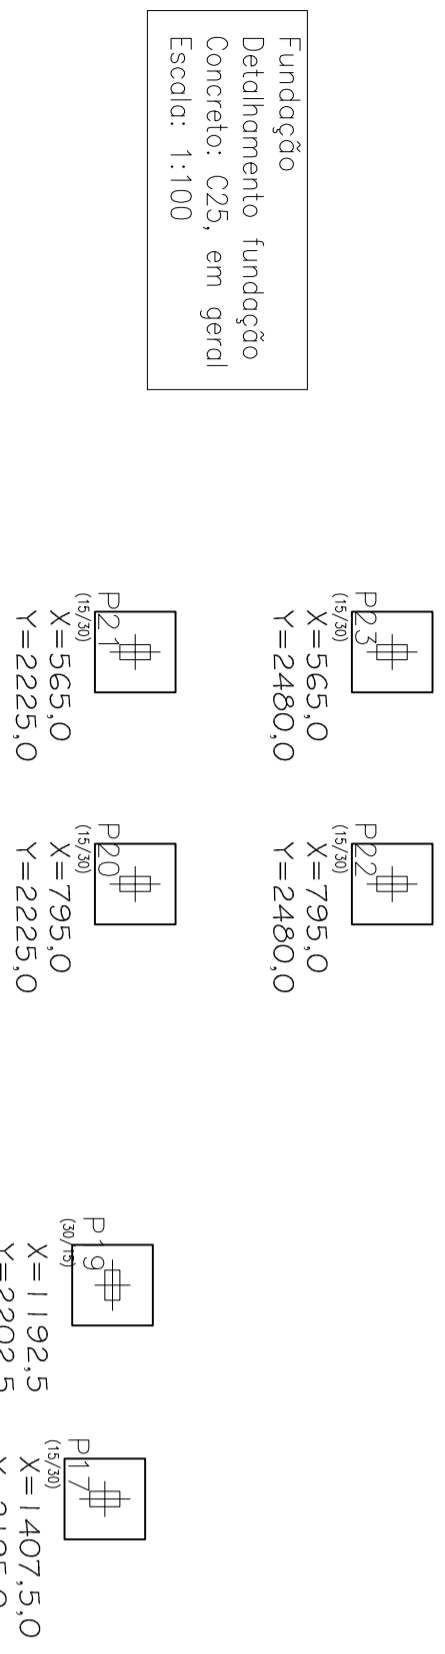 Fundação
Detalhamento fundação
Concreto: C25, em geral
Escala: 1:100
P23
(15/30)
X=565,0
Y=2480,0
P22
(15/30)
X=795,0
Y=2480,0
P21
(15/30)
X=565,0
Y=2225,0
P20
(15/30)
X=795,0
Y=2225,0
P19
(30/15)
X=1192,5
Y=2202,5
P17
(15/30)
X=1407,5,0